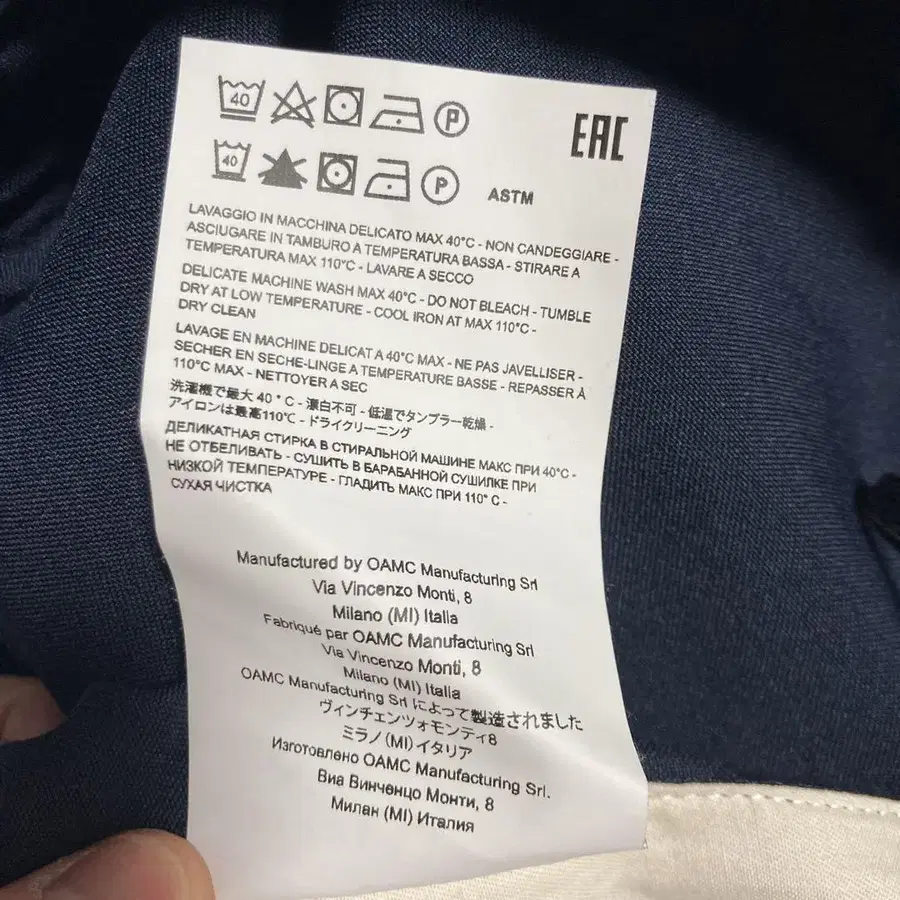 40 P EAC
40 P ASTM
LAVAGGIO IN MACCHINA DELICATO MAX 40°C - NON CANDEGGIARE -
ASCIUGARE IN TAMBURO A TEMPERATURA BASSA - STIRARE A
TEMPERATURA MAX 110°C - LAVARE A SECCO
DELICATE MACHINE WASH MAX 40°C - DO NOT BLEACH - TUMBLE
DRY AT LOW TEMPERATURE - COOL IRON AT MAX 110°C -
DRY CLEAN
LAVAGE EN MACHINE DELICAT A 40°C MAX - NE PAS JAVELLISER -
SECHER EN SECHE-LINGE A TEMPERATURE BASSE - REPASSER À
110°C MAX - NETTOYER A SEC
洗濯機で最大 40 ° C - 漂白不可 - 低温でタンブラー乾燥 -
アイロンは最高110℃ - ドライクリーニング
ДЕЛИКАТНАЯ СТИРКА В СТИРАЛЬНОЙ МАШИНЕ МАКС ПРИ 40°C -
НЕ ОТБЕЛИВАТЬ - СУШИТЬ В БАРАБАННОЙ СУШИЛКЕ ПРИ
НИЗКОЙ ТЕМПЕРАТУРЕ - ГЛАДИТЬ МАКС ПРИ 110° C -
СУХАЯ ЧИСТКА
Manufactured by OAMC Manufacturing Srl
Via Vincenzo Monti, 8
Milano (MI) Italia
Fabriqué par OAMC Manufacturing Srl
Via Vincenzo Monti, 8
Milano (MI) Italia
OAMC Manufacturing Srl によって製造されました
ヴィンチェンツォモンティ8
ミラノ (MI) イタリア
Изготовлено OAMC Manufacturing Srl.
Виа Винченцо Монти, 8
Милан (MI) Италия